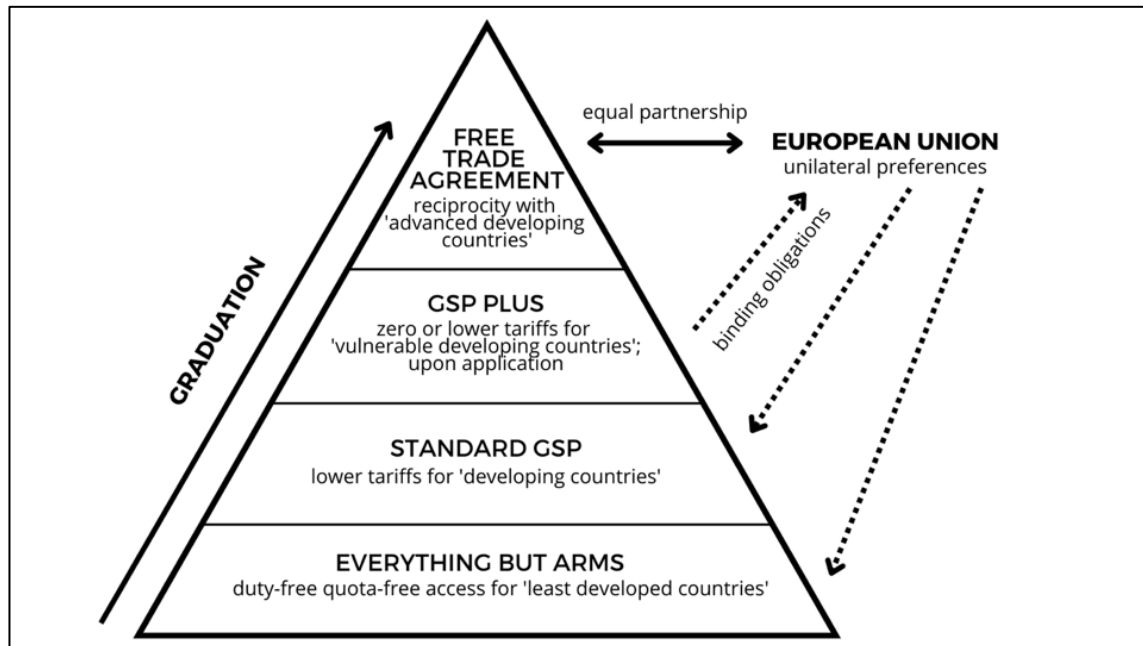 FREE
TRADE
AGREEMENT
reciprocity with
'advanced developing
countries'
equal partnership
EUROPEAN UNION
unilateral preferences
binding obligations
GRADUATION
GSP PLUS
zero or lower tariffs for
'vulnerable developing countries';
upon application
STANDARD GSP
lower tariffs for 'developing countries'
EVERYTHING BUT ARMS
duty-free quota-free access for 'least developed countries'